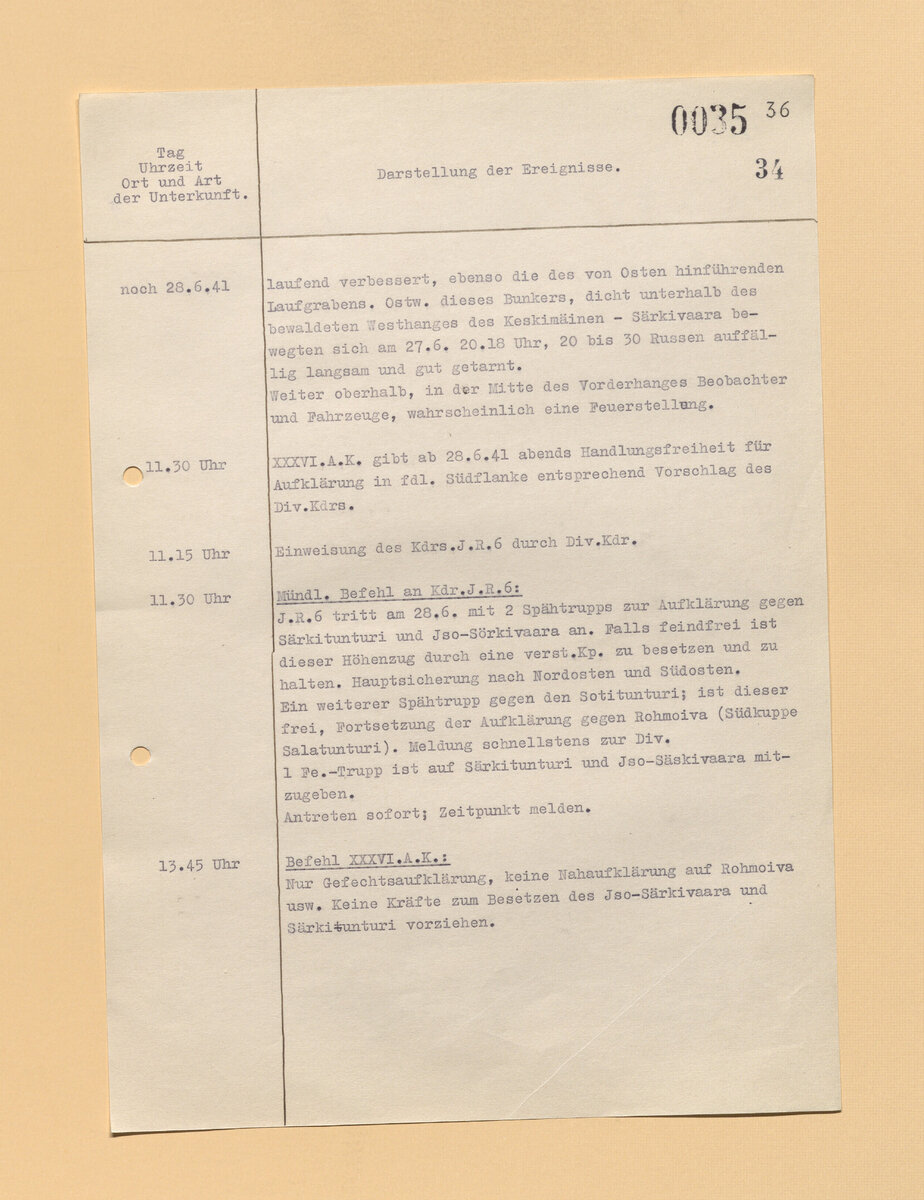 0035 36
34
Tag
Uhrzeit
Ort und Art
der Unterkunft.
Darstellung der Ereignisse.
noch 28.6.41
laufend verbessert, ebenso die des von Osten hinführenden
Laufgrabens. Ostw. dieses Bunkers, dicht unterhalb des
bewaldeten Westhanges des Keskimäinen - Särkivaara be-
wegten sich am 27.6. 20.18 Uhr, 20 bis 30 Russen auffäl-
lig langsam und gut getarnt.
Weiter oberhalb, in der Mitte des Vorderhanges Beobachter
und Fahrzeuge, wahrscheinlich eine Feuerstellung.
11.30 Uhr
XXXVI.A.K. gibt ab 28.6.41 abends Handlungsfreiheit für
Aufklärung in fdl. Südflanke entsprechend Vorschlag des
Div.Kdrs.
11.15 Uhr
Einweisung des Kdrs.J.R.6 durch Div.Kdr.
11.30 Uhr
Mündl. Befehl an Kdr.J.R.6:
J.R.6 tritt am 28.6. mit 2 Spähtrupps zur Aufklärung gegen
Särkitunturi und Jso-Sörkivaara an. Falls feindfrei ist
dieser Höhenzug durch eine verst.Kp. zu besetzen und zu
halten. Hauptsicherung nach Nordosten und Südosten.
Ein weiterer Spähtrupp gegen den Sotitunturi; ist dieser
frei, Fortsetzung der Aufklärung gegen Rohmoiva (Südkuppe
Salatunturi). Meldung schnellstens zur Div.
1 Fe.-Trupp ist auf Särkitunturi und Jso-Säskivaara mit-
zugeben.
Antreten sofort; Zeitpunkt melden.
13.45 Uhr
Befehl XXXVI.A.K.:
Nur Gefechtsaufklärung, keine Nahaufklärung auf Rohmoiva
usw. Keine Kräfte zum Besetzen des Jso-Särkivaara und
Särkitunturi vorziehen.